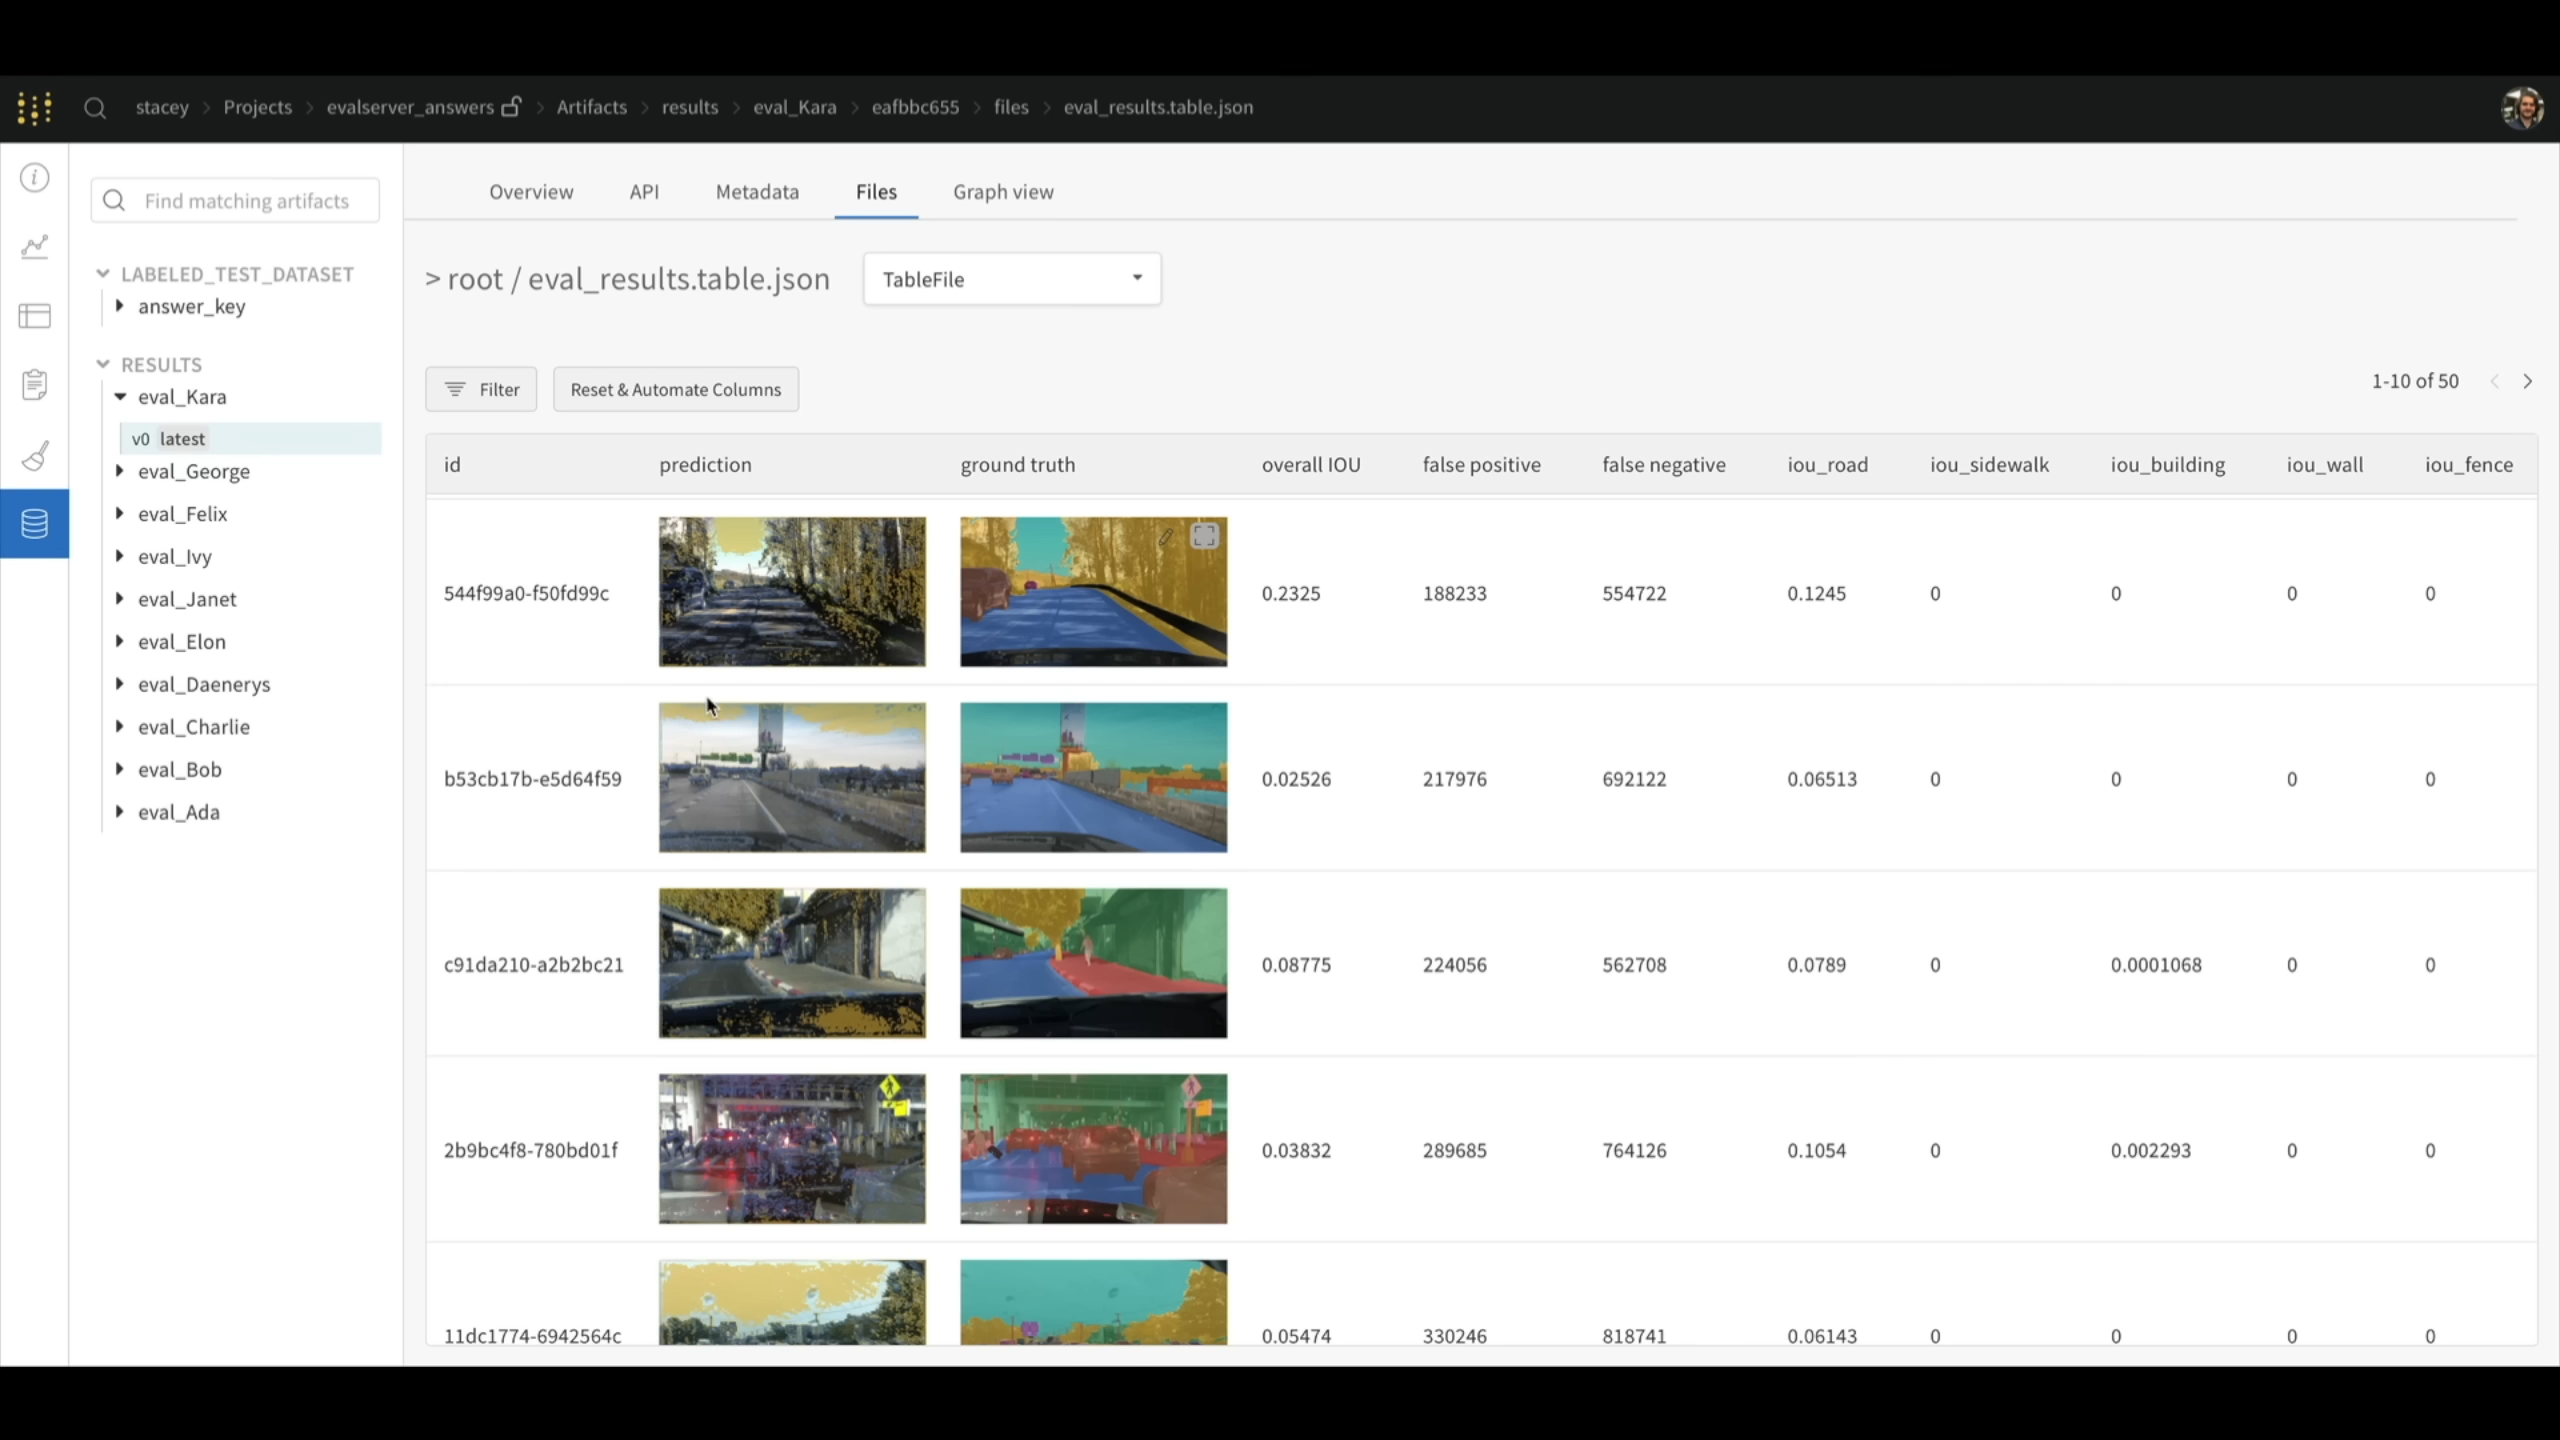 stacey > Projects > evalserver_answers > Artifacts > results > eval_Kara > eafbbc655 > files > eval_results.table.json
Find matching artifacts
LABELED_TEST_DATASET
answer_key
RESULTS
eval_Kara
v0 latest
eval_George
eval_Felix
eval_Ivy
eval_Janet
eval_Elon
eval_Daenerys
eval_Charlie
eval_Bob
eval_Ada
Overview API Metadata Files Graph view
> root / eval_results.table.json TableFile
Filter Reset & Automate Columns 1-10 of 50
id prediction ground truth overall IOU false positive false negative iou_road iou_sidewalk iou_building iou_wall iou_fence
544f99a0-f50fd99c 0.2325 188233 554722 0.1245 0 0 0 0
b53cb17b-e5d64f59 0.02526 217976 692122 0.06513 0 0 0 0
c91da210-a2b2bc21 0.08775 224056 562708 0.0789 0 0.0001068 0 0
2b9bc4f8-780bd01f 0.03832 289685 764126 0.1054 0 0.002293 0 0
11dc1774-6942564c 0.05474 330246 818741 0.06143 0 0 0 0